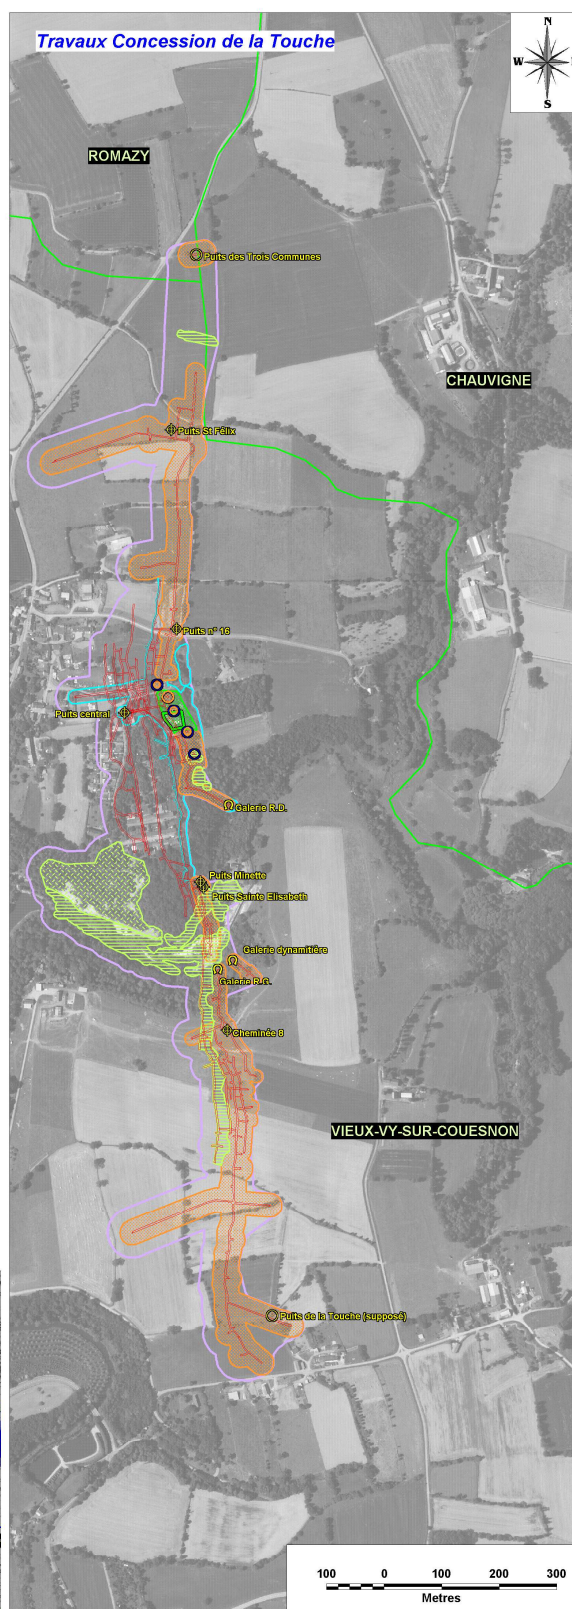 Travaux Concession de la Touche
N
W
S
ROMAZY
Puits des Trois Communes
CHAUVIGNE
Puits St Félix
Puits n° 16
Puits central
Galerie R.D.
Puits Minette
Puits Sainte Elisabeth
Galerie dynamitière
Galerie R.G.
Cheminée 8
VIEUX-VY-SUR-COUESNON
Puits de la Touche (supposé)
100 0 100 200 300
Metres